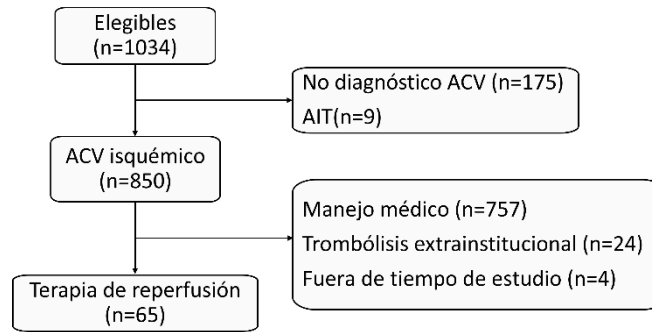 Elegibles
(n=1034)
No diagnóstico ACV (n=175)
AIT(n=9)
ACV isquémico
(n=850)
Manejo médico (n=757)
Trombólisis extrainstitucional (n=24)
Fuera de tiempo de estudio (n=4)
Terapia de reperfusión
(n=65)